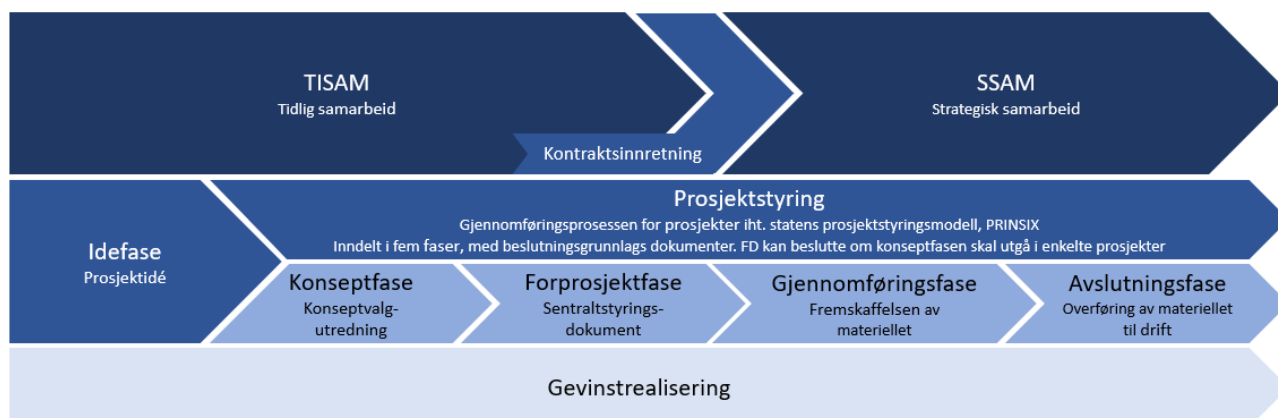 TISAM
Tidlig samarbeid
SSAM
Strategisk samarbeid
Kontraktsinnretning
Idefase
Prosjektidé
Prosjektstyring
Gjennomføringsprosessen for prosjekter iht. statens prosjektstyringsmodell, PRINSIX
Inndelt i fem faser, med beslutningsgrunnlags dokumenter. FD kan beslutte om konseptfasen skal utgå i enkelte prosjekter
Konseptfase
Konseptvalg-
utredning
Forprosjektfase
Sentraltstyrings-
dokument
Gjennomføringsfase
Fremskaffelsen av
materiellet
Avslutningsfase
Overføring av materiellet
til drift
Gevinstrealisering